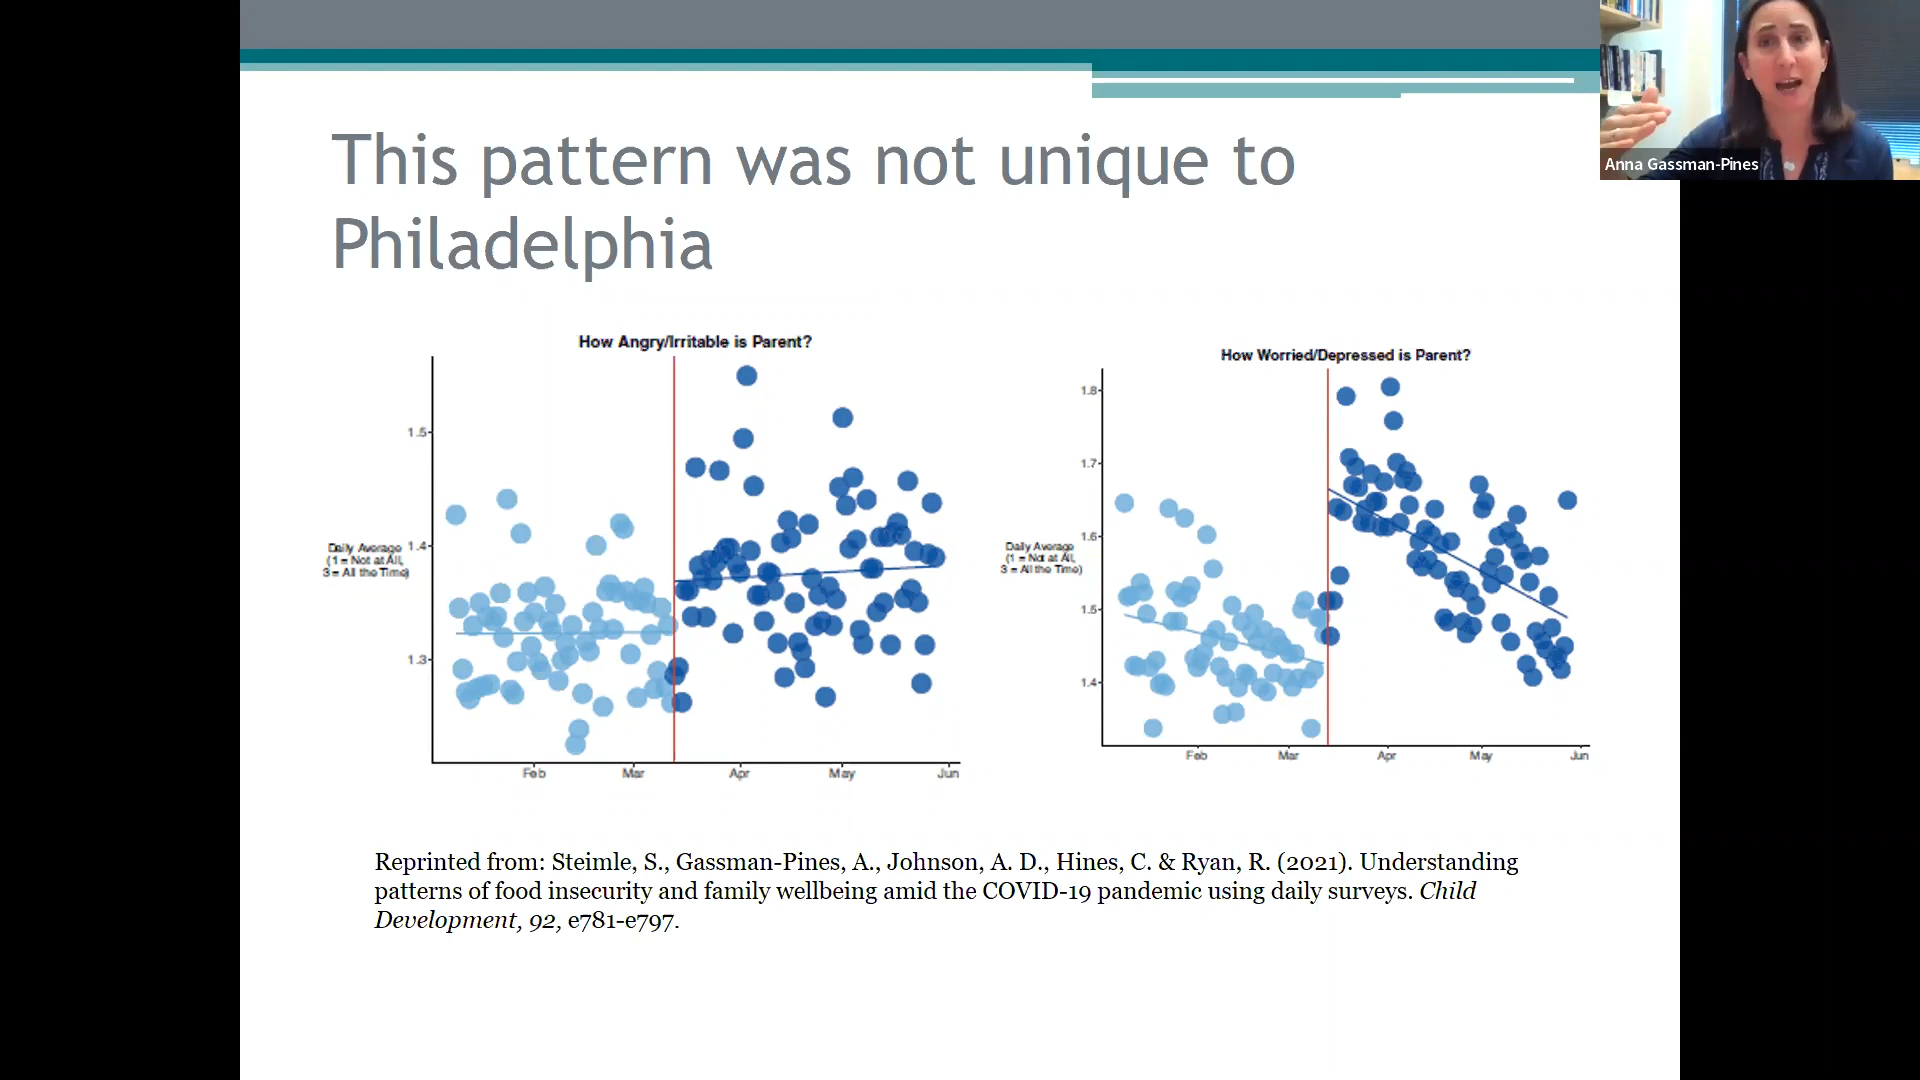 Anna Gassman-Pines
This pattern was not unique to
Philadelphia
How Angry/Irritable is Parent?
1.5
1.4
1.3
Daily Average
(1 = Not at All,
3 = All the Time)
Feb Mar Apr May Jun
How Worried/Depressed is Parent?
1.8
1.7
1.6
1.5
1.4
Daily Average
(1 = Not at All,
3 = All the Time)
Feb Mar Apr May Jun
Reprinted from: Steimle, S., Gassman-Pines, A., Johnson, A. D., Hines, C. & Ryan, R. (2021). Understanding
patterns of food insecurity and family wellbeing amid the COVID-19 pandemic using daily surveys. Child
Development, 92, e781-e797.